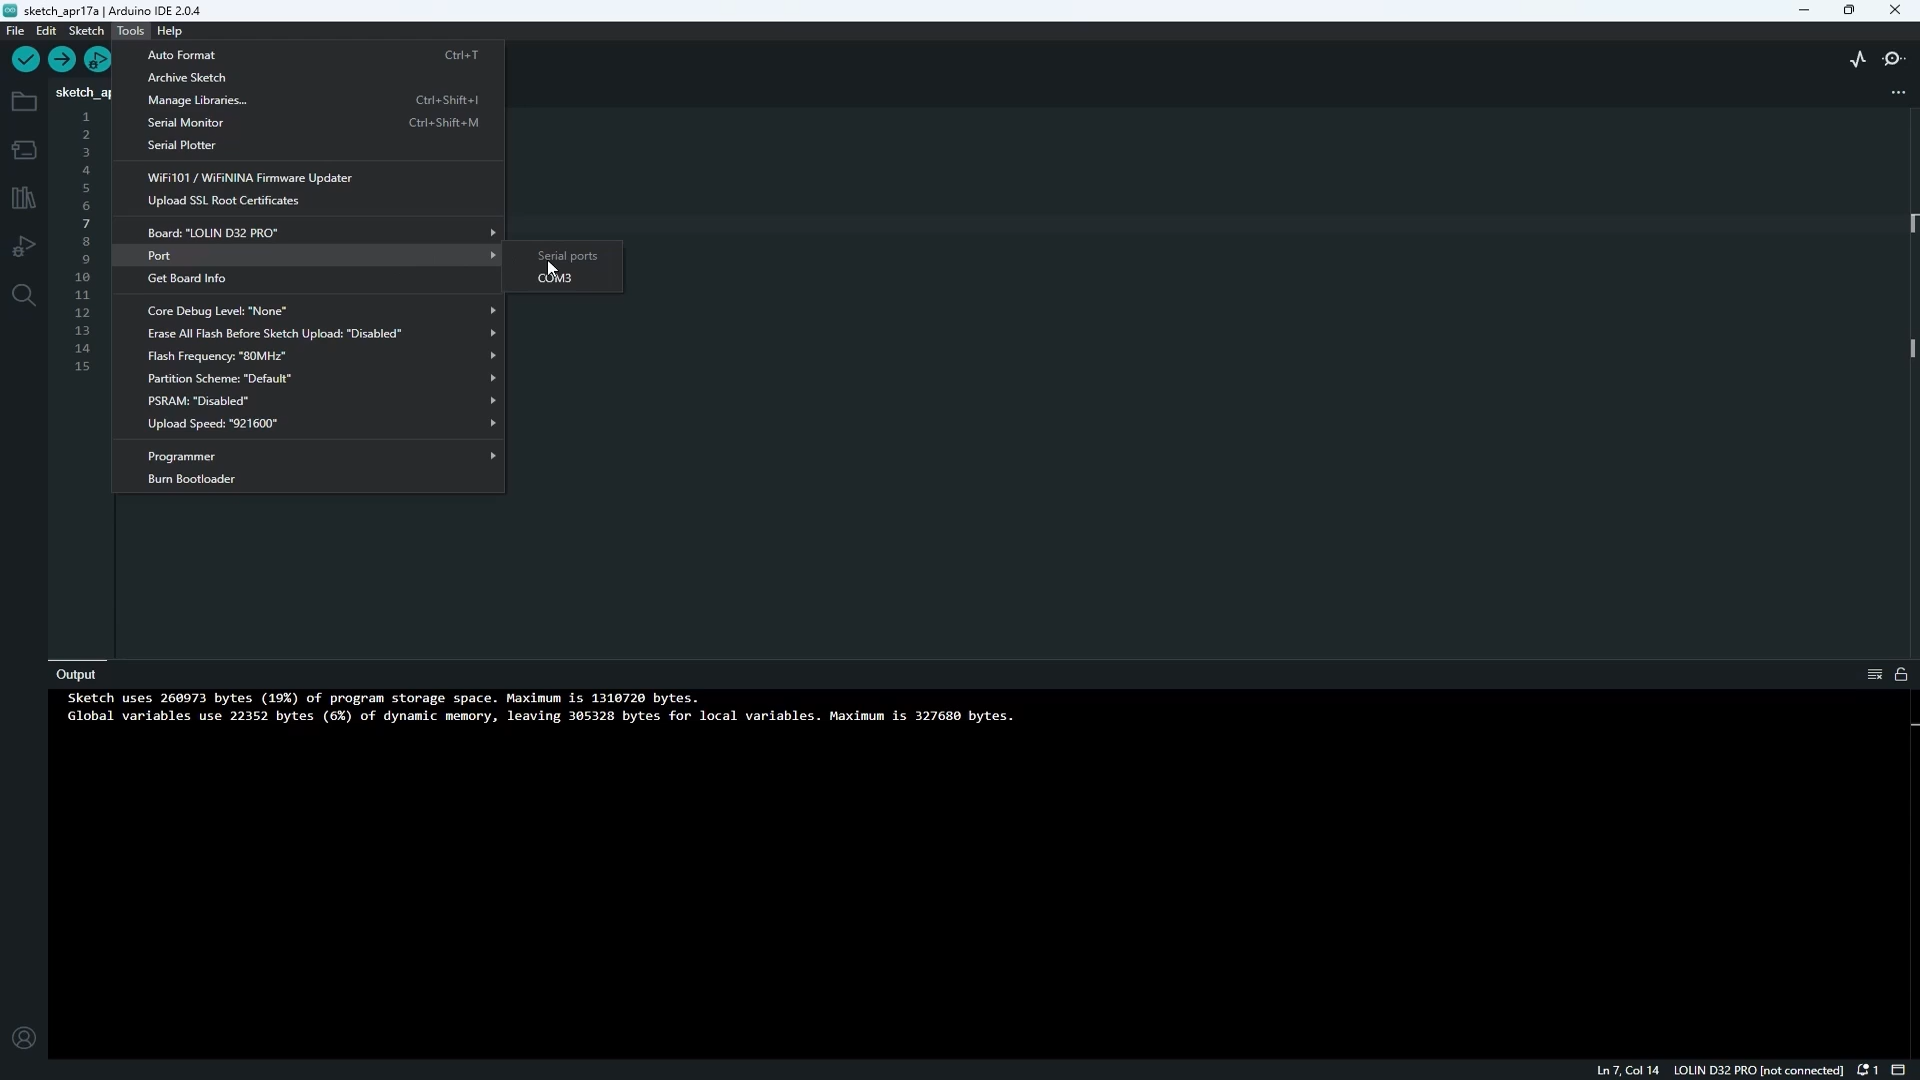 sketch_apr17a | Arduino IDE 2.0.4
File Edit Sketch Tools Help
Auto Format Ctrl+T
Archive Sketch
Manage Libraries... Ctrl+Shift+I
Serial Monitor Ctrl+Shift+M
Serial Plotter
WiFi101 / WiFiNINA Firmware Updater
Upload SSL Root Certificates
Board: "LOLIN D32 PRO"
Port
Get Board Info
Serial ports
COM3
Core Debug Level: "None"
Erase All Flash Before Sketch Upload: "Disabled"
Flash Frequency: "80MHz"
Partition Scheme: "Default"
PSRAM: "Disabled"
Upload Speed: "921600"
Programmer
Burn Bootloader
sketch_ap
1
2
3
4
5
6
7
8
9
10
11
12
13
14
15
Output
Sketch uses 260973 bytes (19%) of program storage space. Maximum is 1310720 bytes.
Global variables use 22352 bytes (6%) of dynamic memory, leaving 305328 bytes for local variables. Maximum is 327680 bytes.
Ln 7, Col 14 LOLIN D32 PRO [not connected] 1